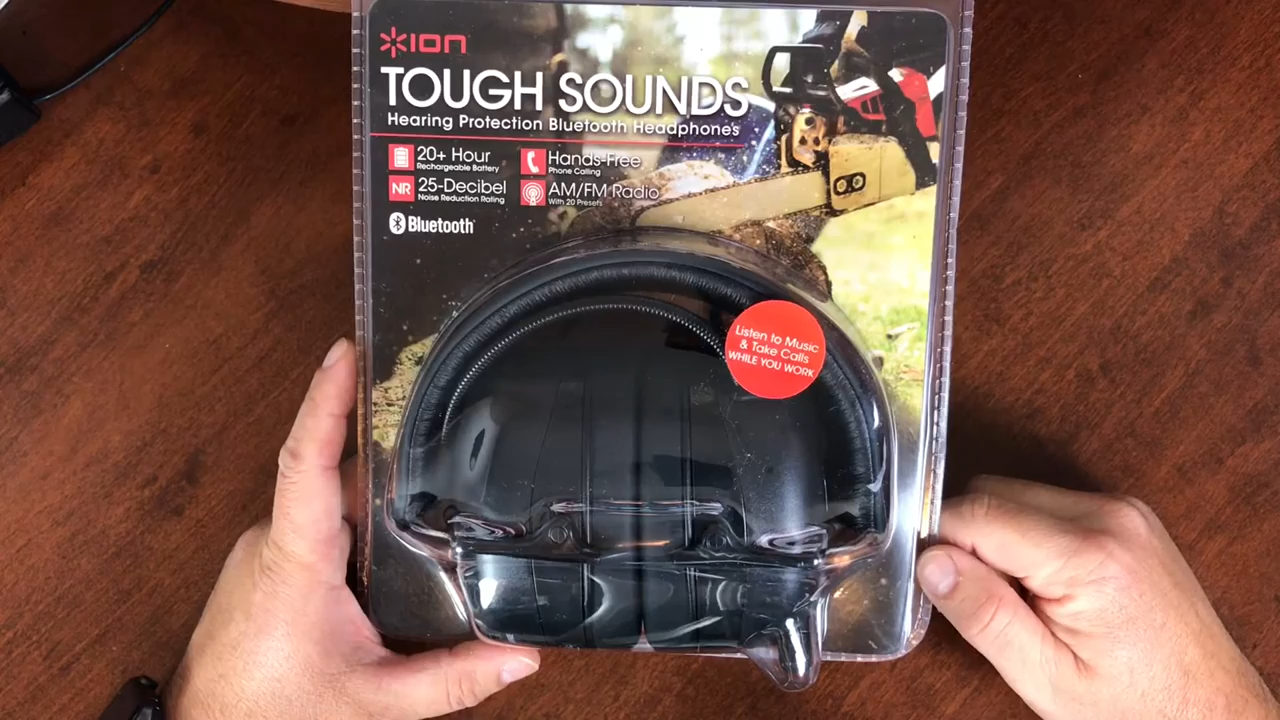 ION
TOUGH SOUNDS
Hearing Protection Bluetooth Headphones
20+ Hour
Rechargeable Battery
Hands-Free
Phone Calling
NR
25-Decibel
Noise Reduction Rating
AM/FM Radio
With 20 Presets
Bluetooth
Listen to Music
& Take Calls
WHILE YOU WORK